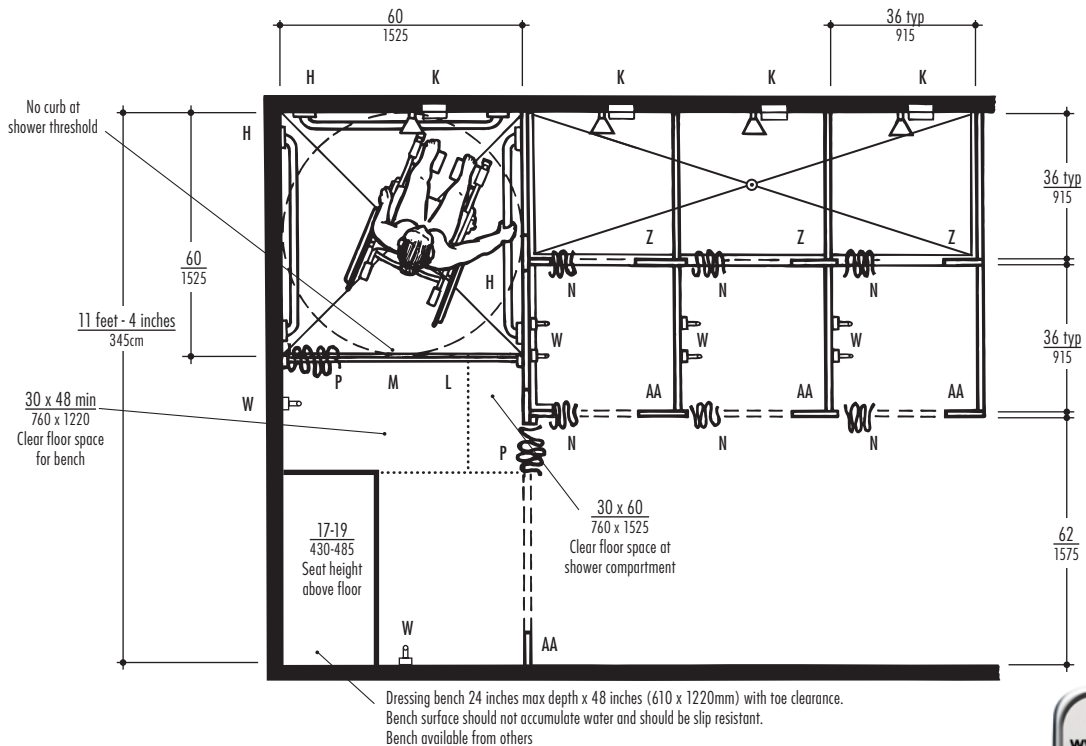 60
1525
36 typ
915
H
K
K
K
K
No curb at
shower threshold
H
36 typ
915
60
1525
Z
Z
Z
H
N
N
N
11 feet - 4 inches
345cm
W
W
W
36 typ
915
P
M
L
AA
AA
AA
30 x 48 min
760 x 1220
Clear floor space
for bench
W
N
N
N
P
30 x 60
760 x 1525
Clear floor space at
shower compartment
17-19
430-485
Seat height
above floor
62
1575
W
AA
Dressing bench 24 inches max depth x 48 inches (610 x 1220mm) with toe clearance.
Bench surface should not accumulate water and should be slip resistant.
Bench available from others